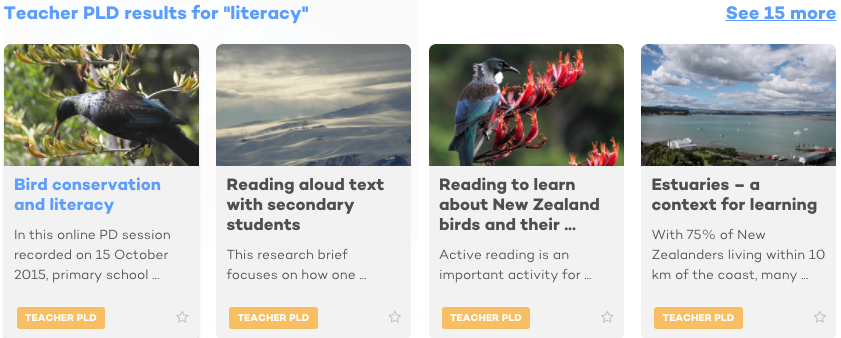 Teacher PLD results for "literacy"
See 15 more
Bird conservation
and literacy
In this online PD session
recorded on 15 October
2015, primary school ...
TEACHER PLD
Reading aloud text
with secondary
students
This research brief
focuses on how one ...
TEACHER PLD
Reading to learn
about New Zealand
birds and their ...
Active reading is an
important activity for ...
TEACHER PLD
Estuaries – a
context for learning
With 75% of New
Zealanders living within 10
km of the coast, many ...
TEACHER PLD